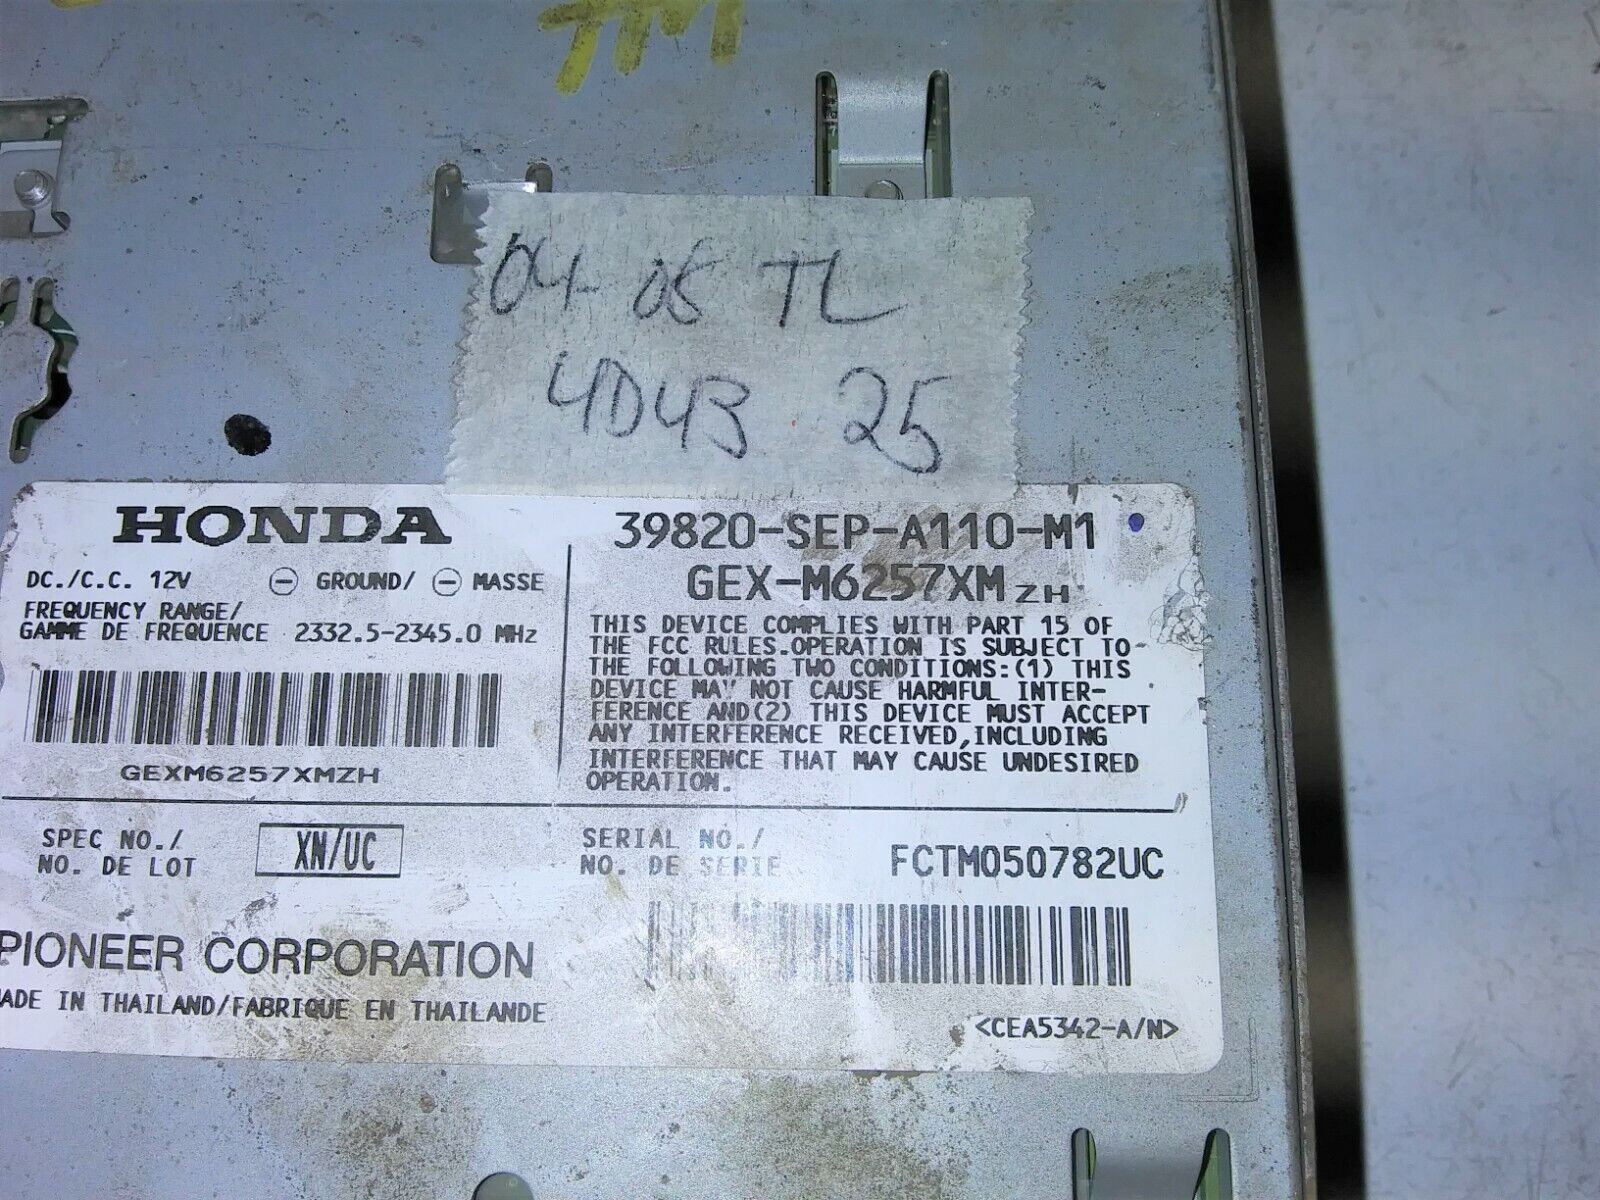 TM
04 05 TL
4D43 25
HONDA
39820-SEP-A110-M1
DC./C.C. 12V ⊖ GROUND/ ⊖ MASSE
GEX-M6257XM ZH
FREQUENCY RANGE/
GAMME DE FREQUENCE 2332.5-2345.0 MHz
GEXM6257XMZH
THIS DEVICE COMPLIES WITH PART 15 OF
THE FCC RULES.OPERATION IS SUBJECT TO
THE FOLLOWING TWO CONDITIONS:(1) THIS
DEVICE MAY NOT CAUSE HARMFUL INTER-
FERENCE AND(2) THIS DEVICE MUST ACCEPT
ANY INTERFERENCE RECEIVED,INCLUDING
INTERFERENCE THAT MAY CAUSE UNDESIRED
OPERATION.
SPEC NO./
NO. DE LOT
XN/UC
SERIAL NO./
NO. DE SERIE
FCTM050782UC
PIONEER CORPORATION
ADE IN THAILAND/FABRIQUE EN THAILANDE
<CEA5342-A/N>